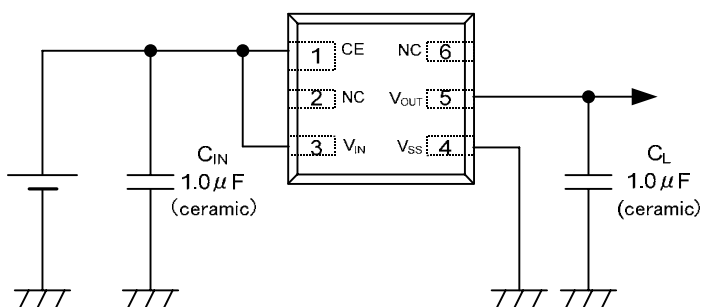 1 CE NC 6
2 NC VOUT 5
3 VIN VSS 4
CIN
1.0μF
(ceramic)
CL
1.0μF
(ceramic)